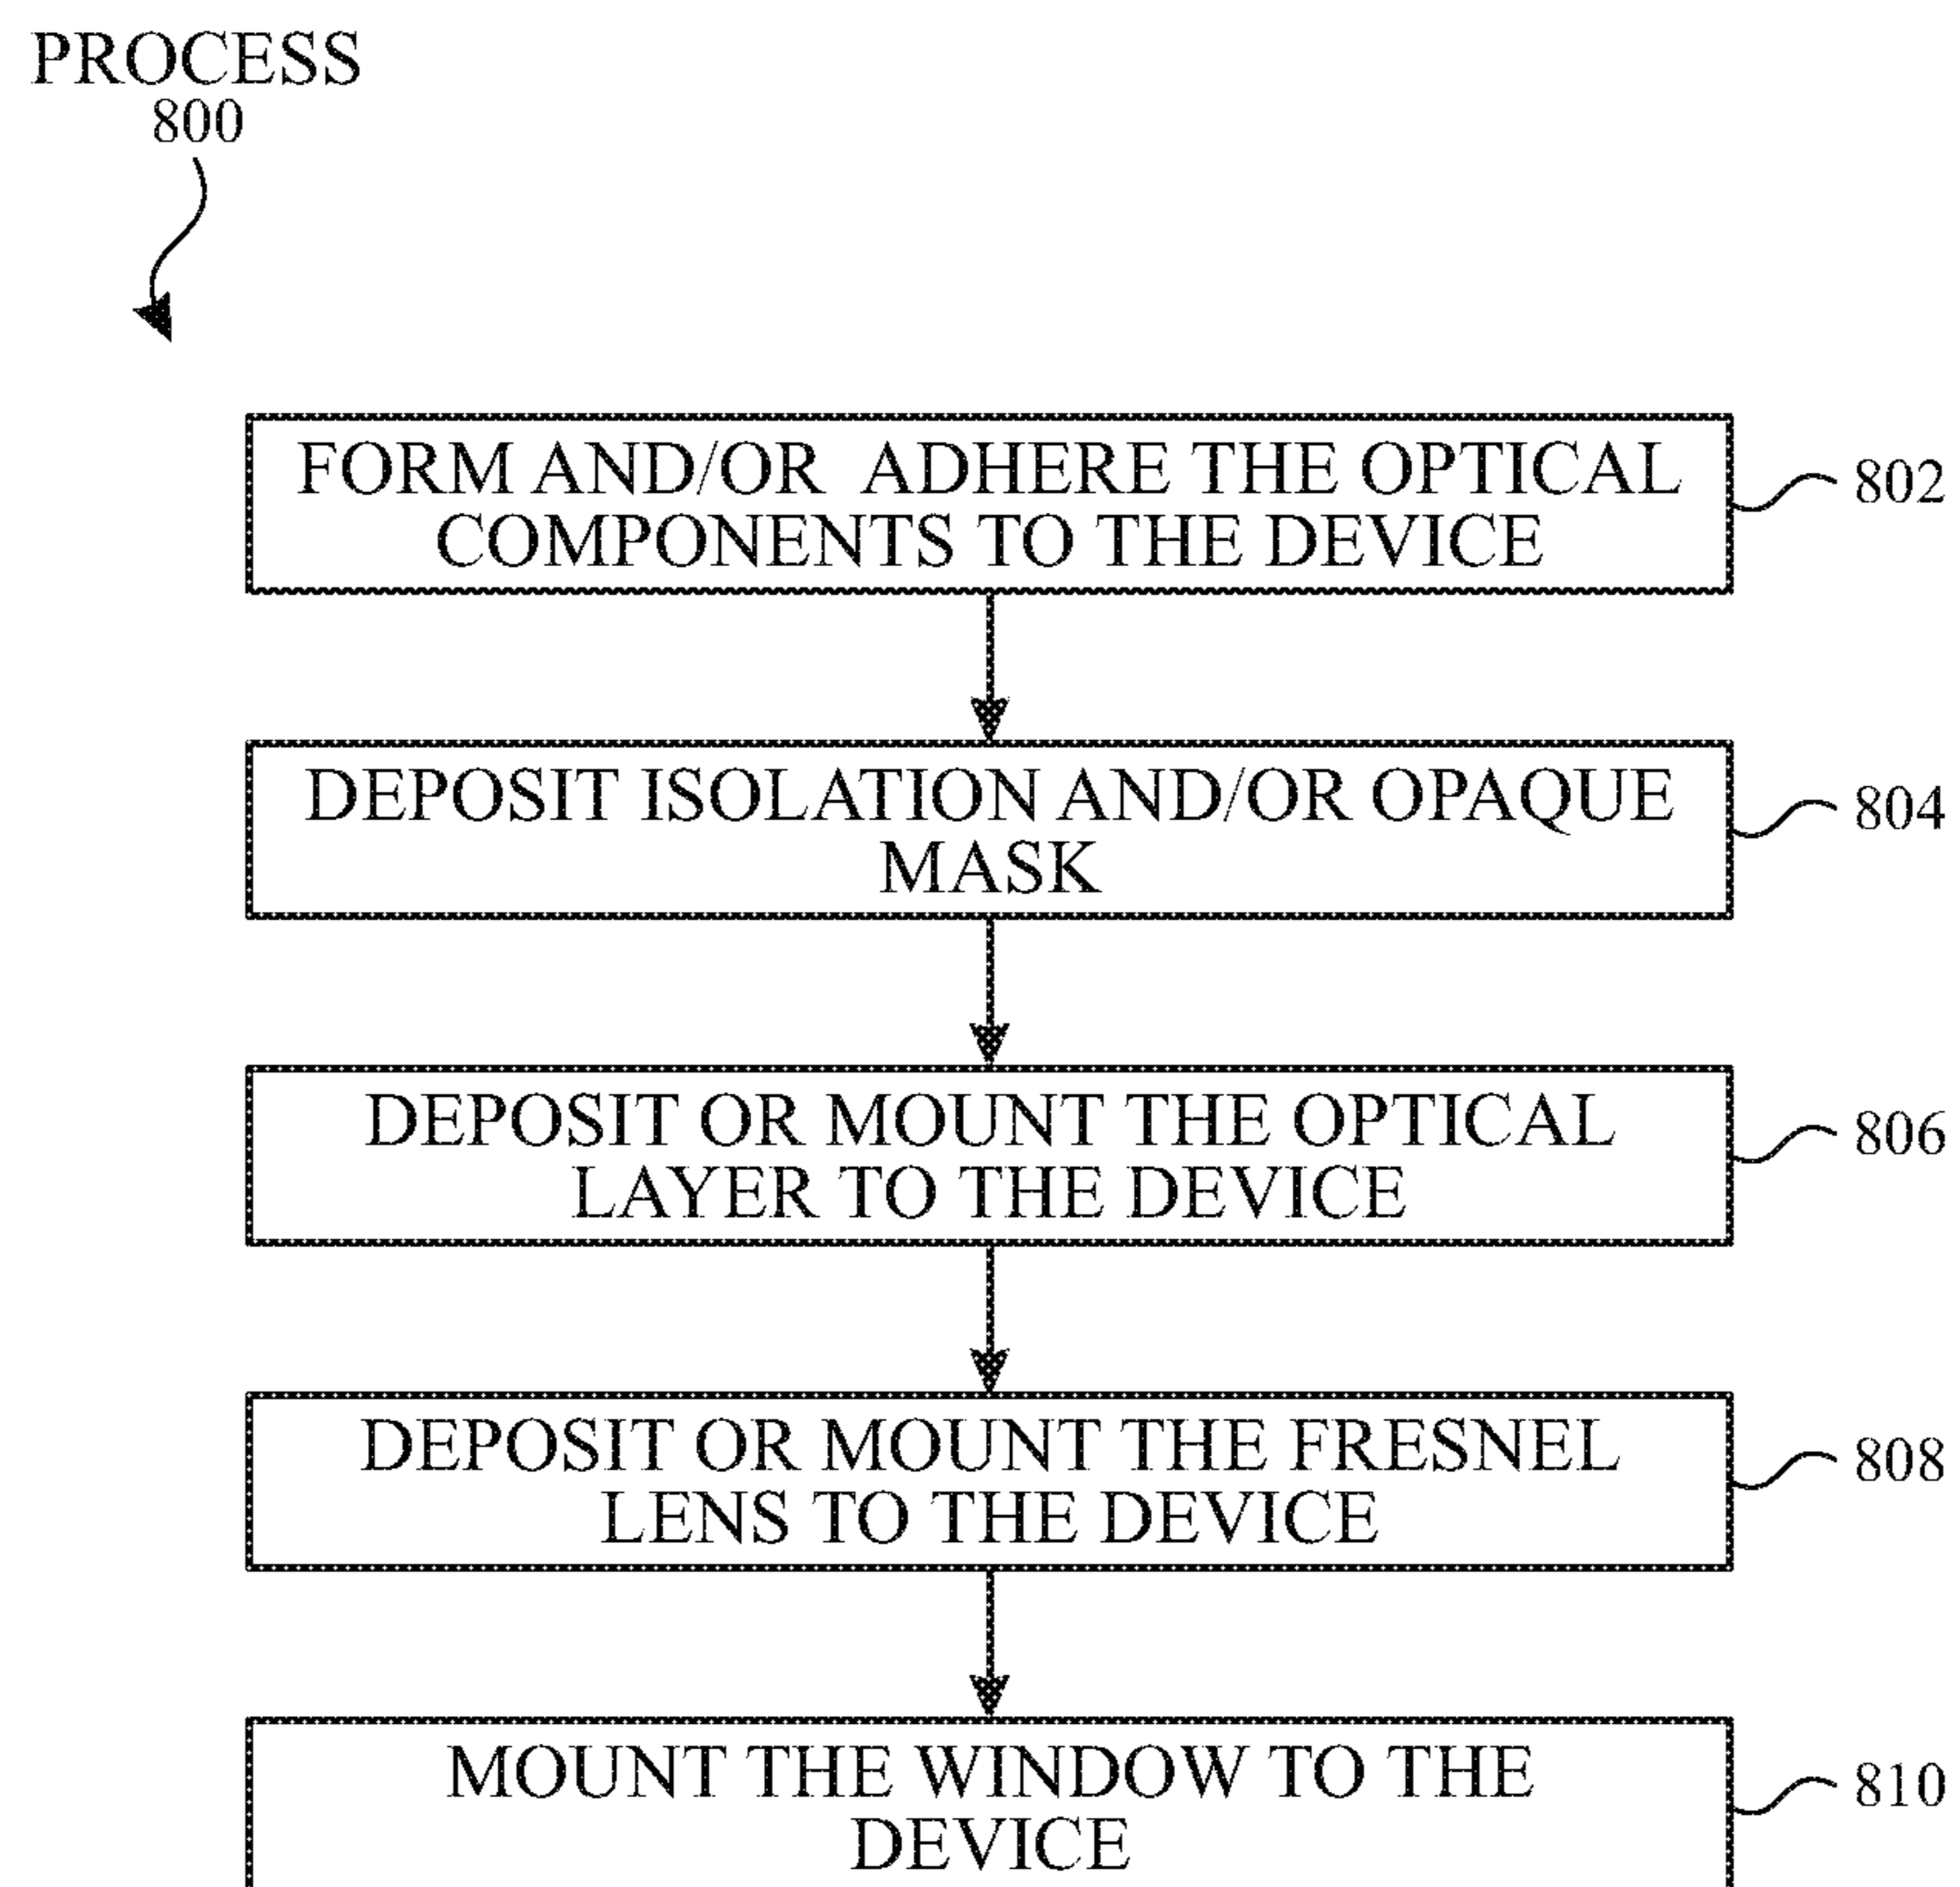 PROCESS
800
FORM AND/OR ADHERE THE OPTICAL
COMPONENTS TO THE DEVICE
802
DEPOSIT ISOLATION AND/OR OPAQUE
MASK
804
DEPOSIT OR MOUNT THE OPTICAL
LAYER TO THE DEVICE
806
DEPOSIT OR MOUNT THE FRESNEL
LENS TO THE DEVICE
808
MOUNT THE WINDOW TO THE
DEVICE
810